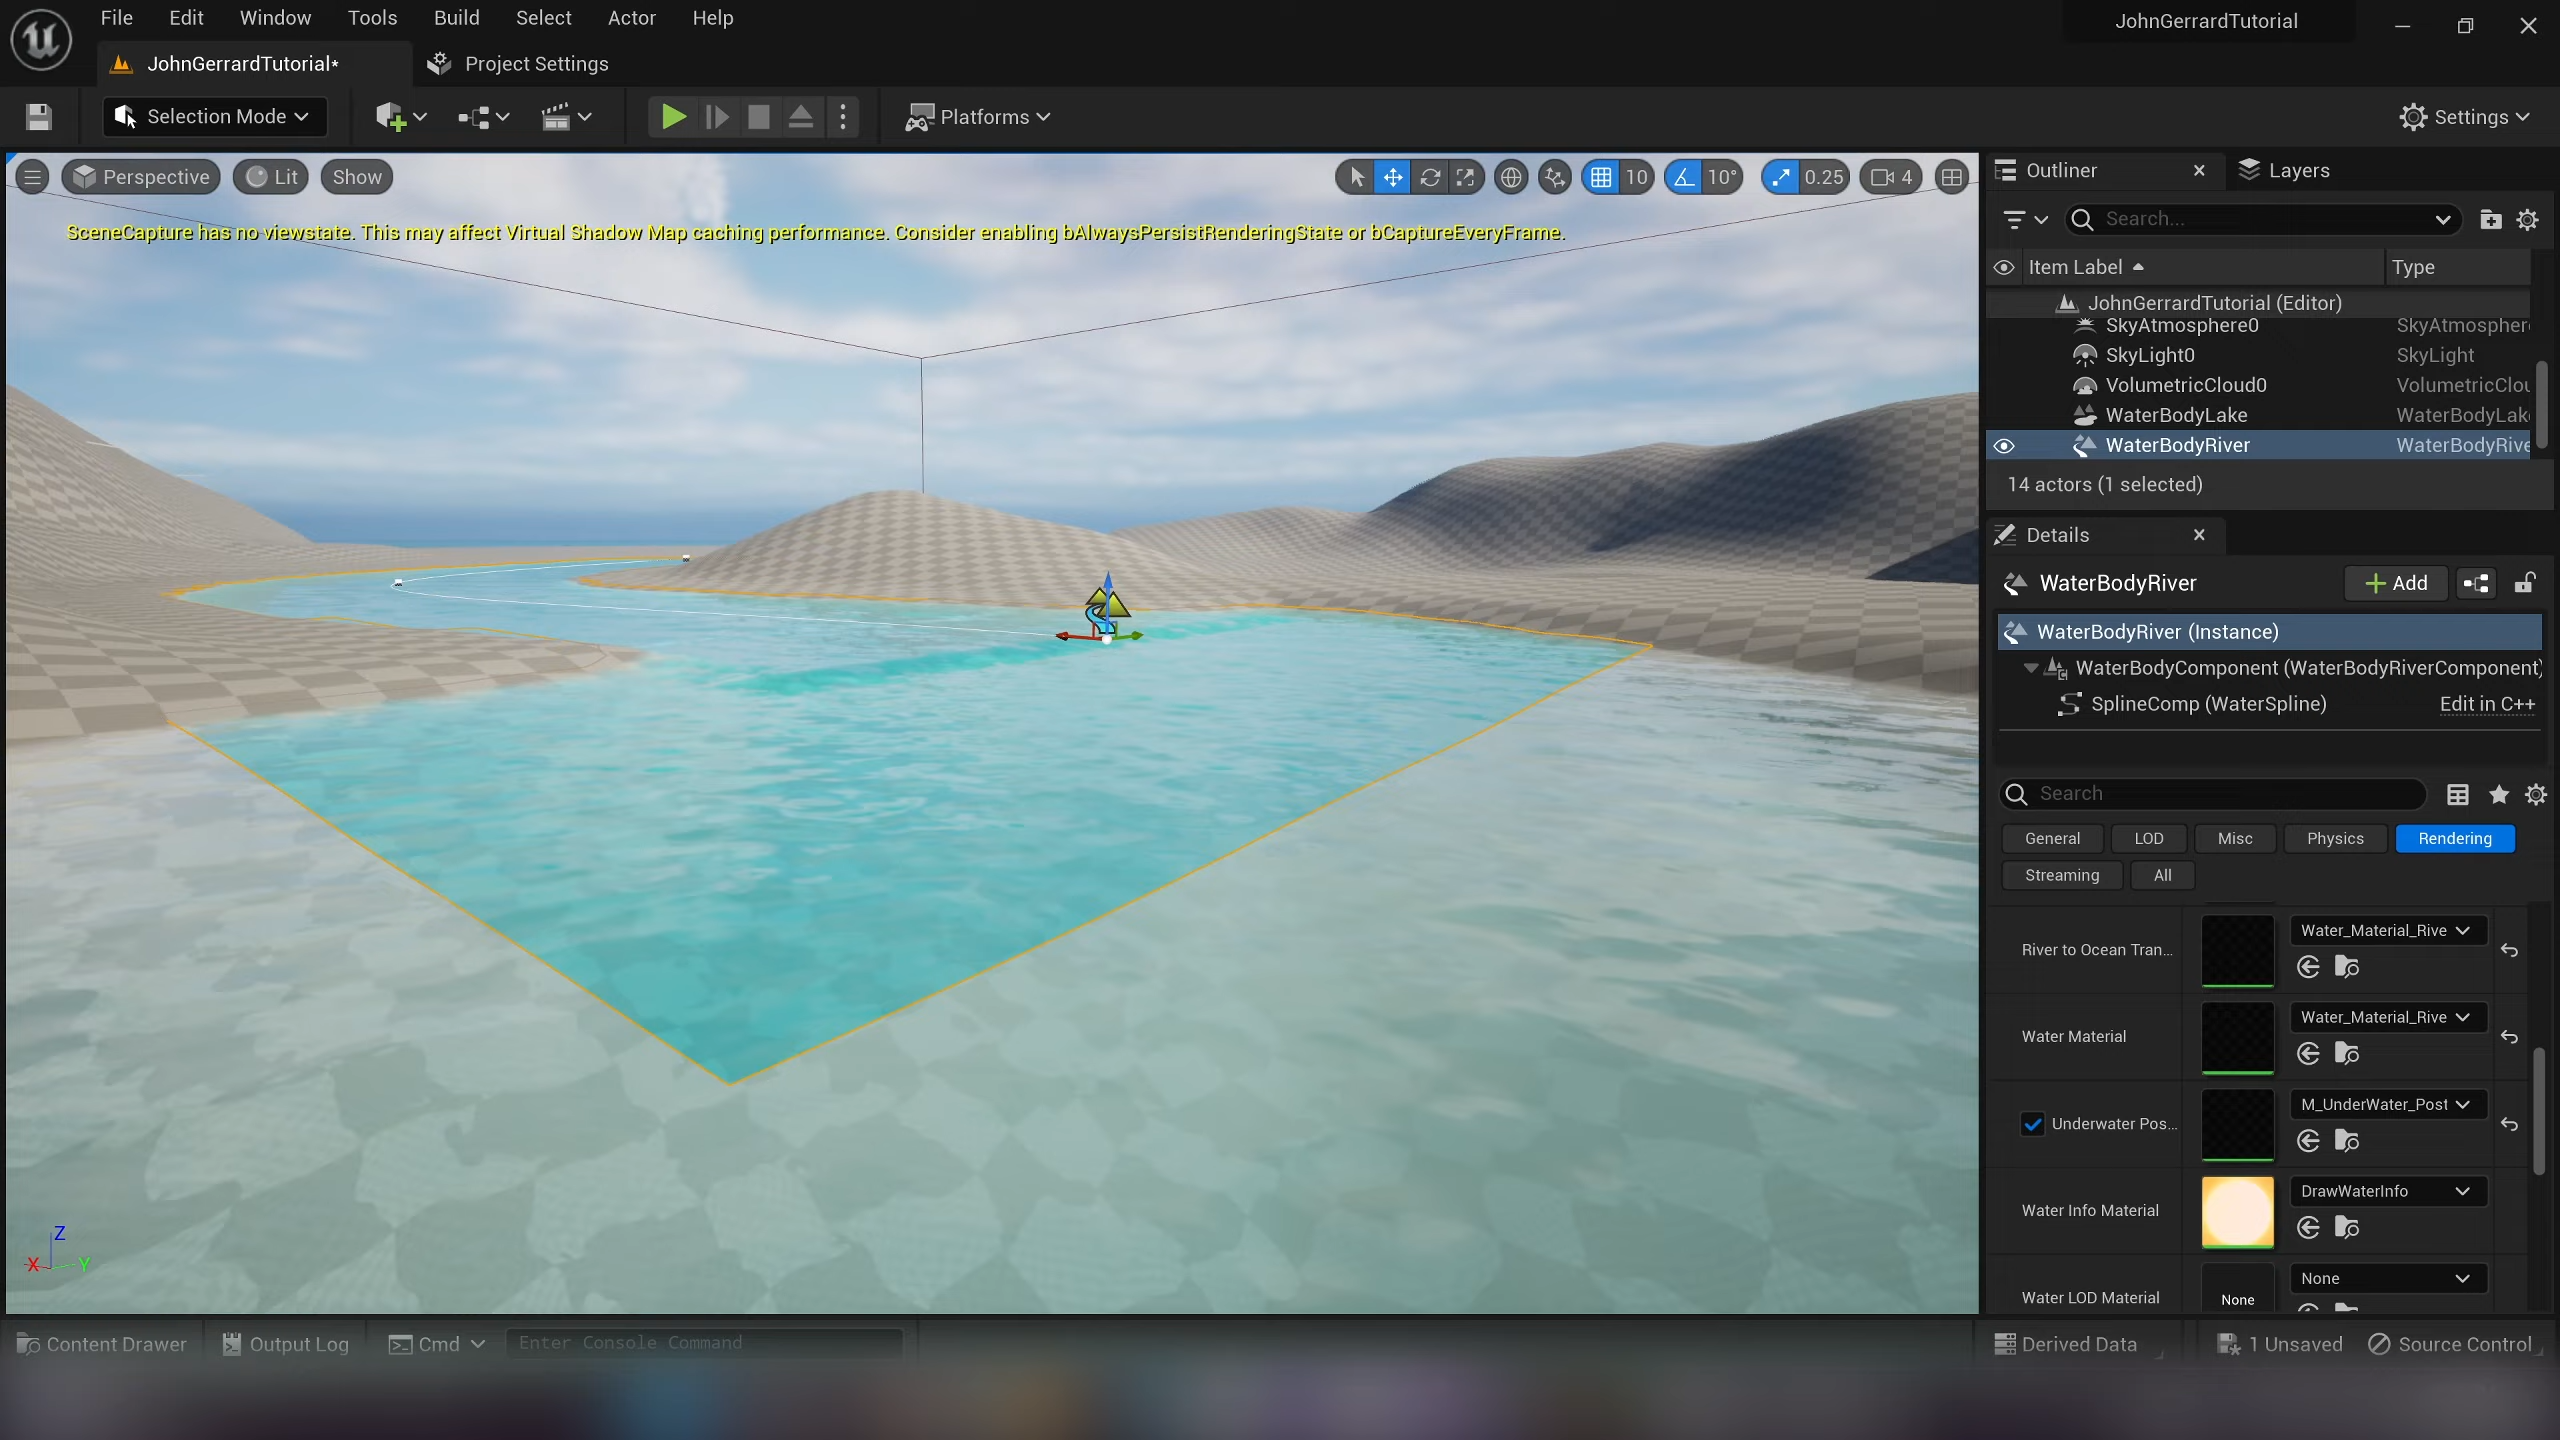 File Edit Window Tools Build Select Actor Help
JohnGerrardTutorial
JohnGerrardTutorial* Project Settings
Selection Mode Platforms Settings
Perspective Lit Show 10 10° 0.25 4
SceneCapture has no viewstate. This may affect Virtual Shadow Map caching performance. Consider enabling bAlwaysPersistRenderingState or bCaptureEveryFrame.
Z
X Y
Outliner Layers
Search...
Item Label Type
JohnGerrardTutorial (Editor)
SkyAtmosphere0 SkyAtmosphere
SkyLight0 SkyLight
VolumetricCloud0 VolumetricClou
WaterBodyLake WaterBodyLak
WaterBodyRiver WaterBodyRive
14 actors (1 selected)
Details
WaterBodyRiver Add
WaterBodyRiver (Instance)
WaterBodyComponent (WaterBodyRiverComponent)
SplineComp (WaterSpline) Edit in C++
Search
General LOD Misc Physics Rendering
Streaming All
River to Ocean Tran... Water_Material_Rive
Water Material Water_Material_Rive
Underwater Pos... M_UnderWater_Post
Water Info Material DrawWaterInfo
Water LOD Material None None
Content Drawer Output Log Cmd Enter Console Command Derived Data 1 Unsaved Source Control